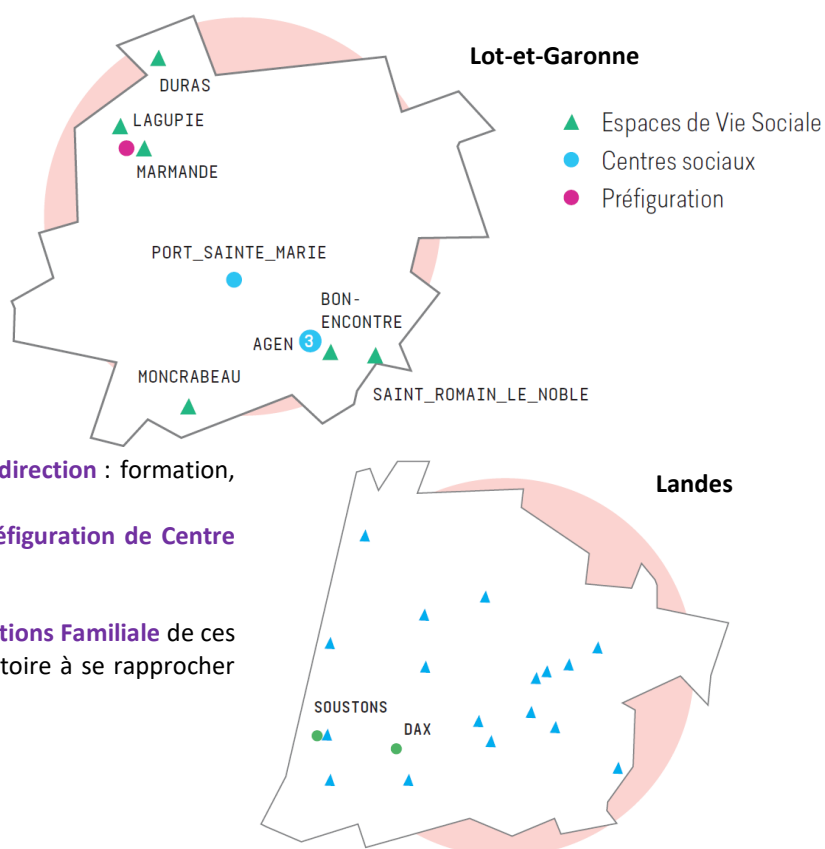 Lot-et-Garonne
DURAS
LAGUPIE
MARMANDE
Espaces de Vie Sociale
Centres sociaux
Préfiguration
PORT_SAINTE_MARIE
BON-
ENCONTRE
AGEN 3
MONCRABEAU
SAINT_ROMAIN_LE_NOBLE
direction : formation,
éfiguration de Centre
tions Familiale de ces
toire à se rapprocher
Landes
SOUSTONS
DAX